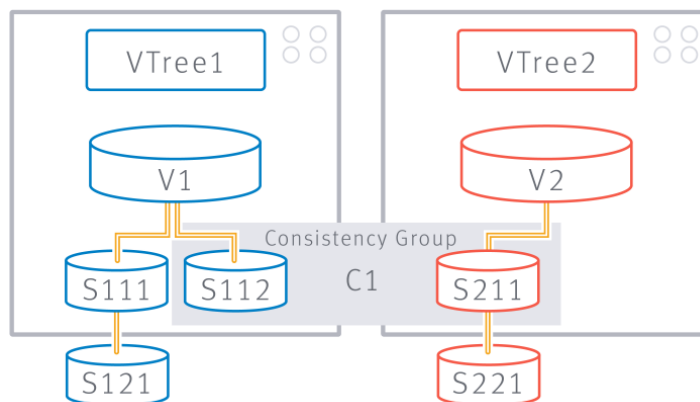 VTree1
VTree2
V1
V2
Consistency Group
C1
S111
S112
S211
S121
S221